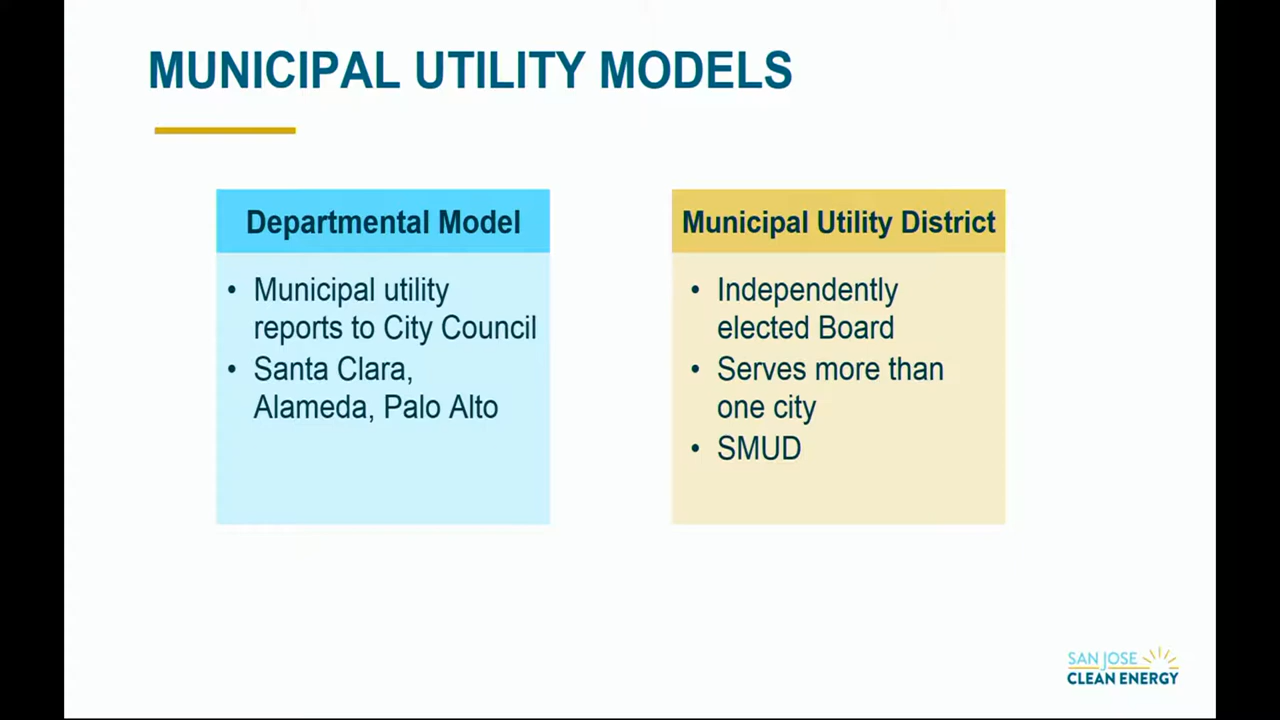 MUNICIPAL UTILITY MODELS
Departmental Model
• Municipal utility
reports to City Council
• Santa Clara,
Alameda, Palo Alto
Municipal Utility District
• Independently
elected Board
• Serves more than
one city
• SMUD
SAN JOSE
CLEAN ENERGY